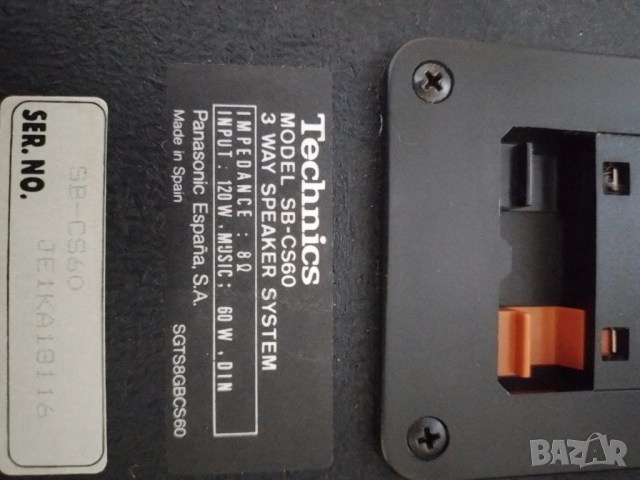 Technics
MODEL SB-CS60
3 WAY SPEAKER SYSTEM
IMPEDANCE : 8Ω
INPUT : 120W, MUSIC; 60W, DIN
Panasonic España, S.A.
Made in Spain
SGTS8GBCS60
SB-CS60
SER. NO. JE1KA18116
BAZAR